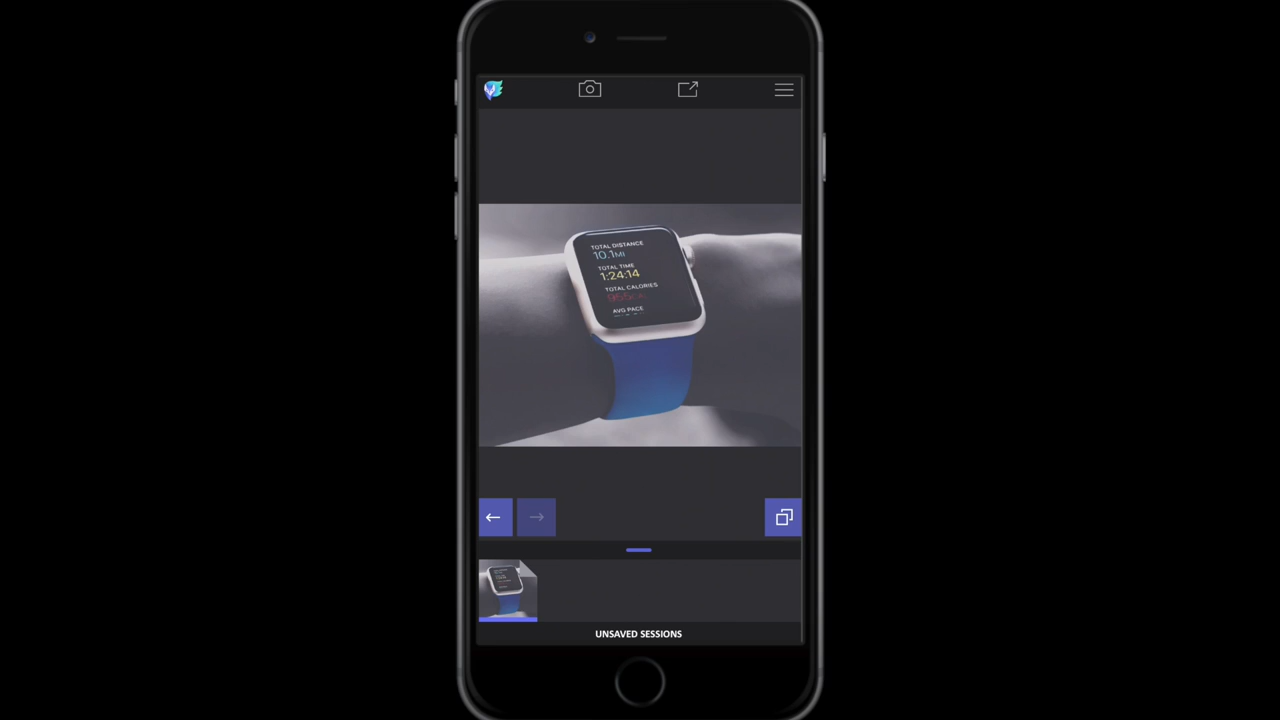 TOTAL DISTANCE
10.1MI
TOTAL TIME
1:24:14
TOTAL CALORIES
AVG PACE
UNSAVED SESSIONS